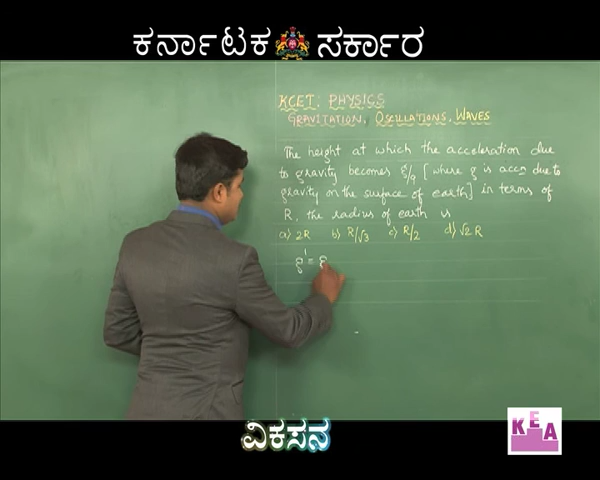 ಕರ್ನಾಟಕ ಸರ್ಕಾರ
KCET: PHYSICS
GRAVITATION, OSCILLATIONS, WAVES
The height at which the acceleration due
to gravity becomes g/9 [where g is accn due to
gravity on the surface of earth] in terms of
R, the radius of earth is
a) 2R b) R/√3 c) R/2 d) √2 R
g' = g
ವಿಕಸನ
KEA